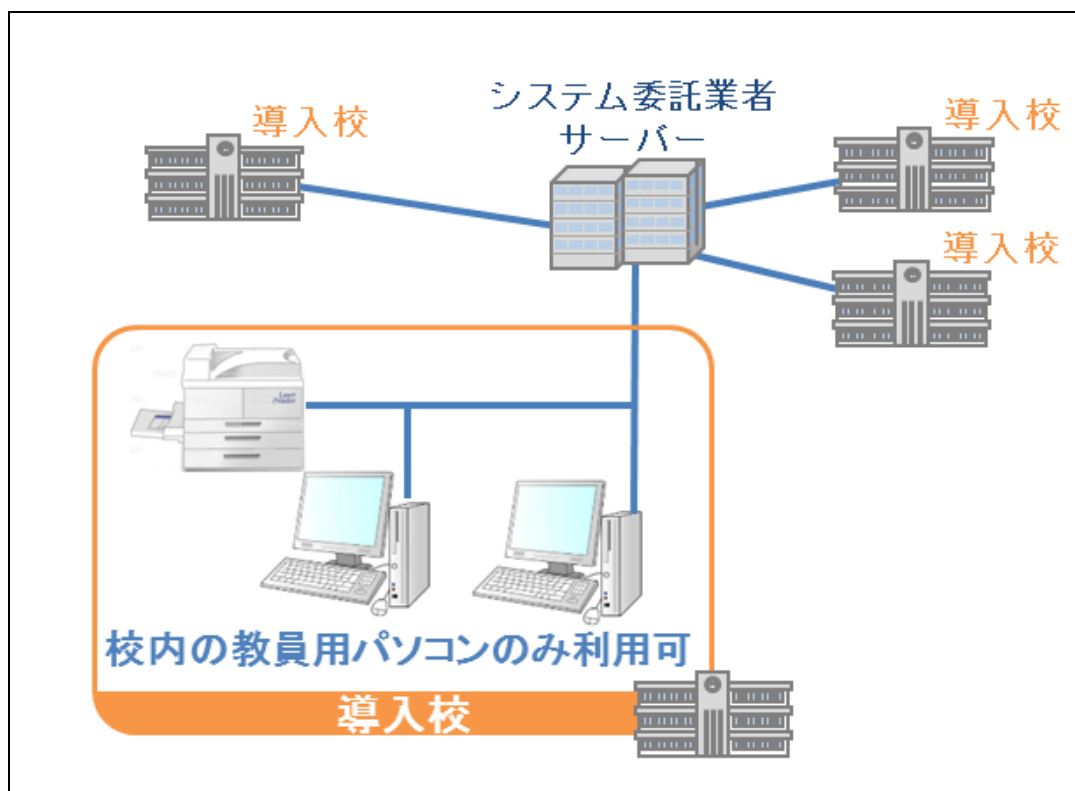 システム委託業者
サーバー
導入校
導入校
導入校
Laser
Printer
校内の教員用パソコンのみ利用可
導入校